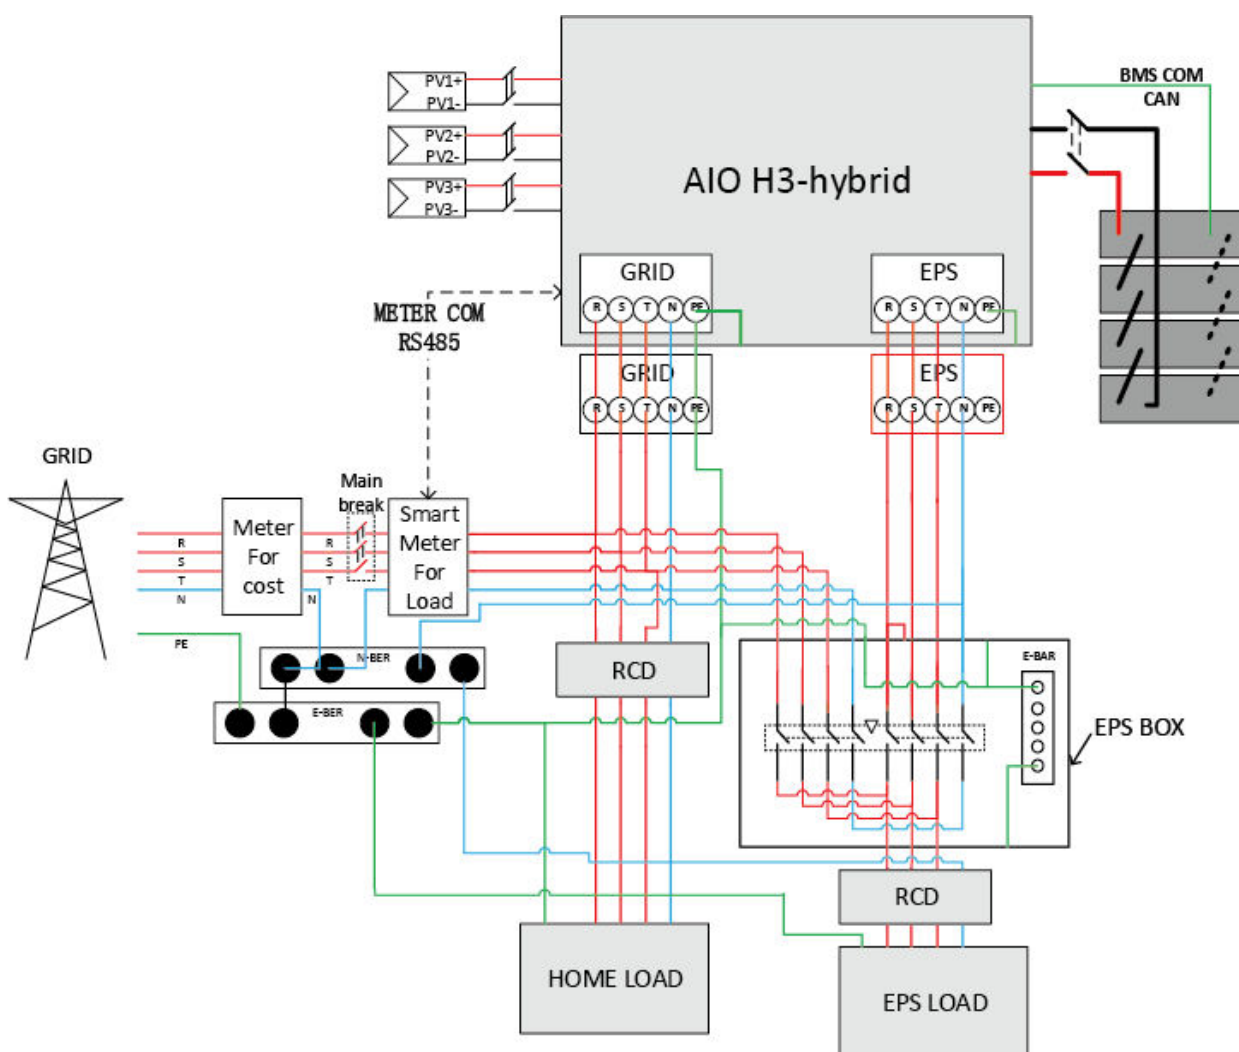 PV1+
PV1-
PV2+
PV2-
PV3+
PV3-
AIO H3-hybrid
BMS COM
CAN
GRID
R S T N PE
EPS
R S T N PE
METER COM
RS485
GRID
R S T N PE
EPS
R S T N PE
GRID
Meter
For
cost
Main
break
Smart
Meter
For
Load
R
S
T
N
R
S
T
N
PE
N-BER
E-BER
RCD
E-BAR
EPS BOX
RCD
HOME LOAD
EPS LOAD